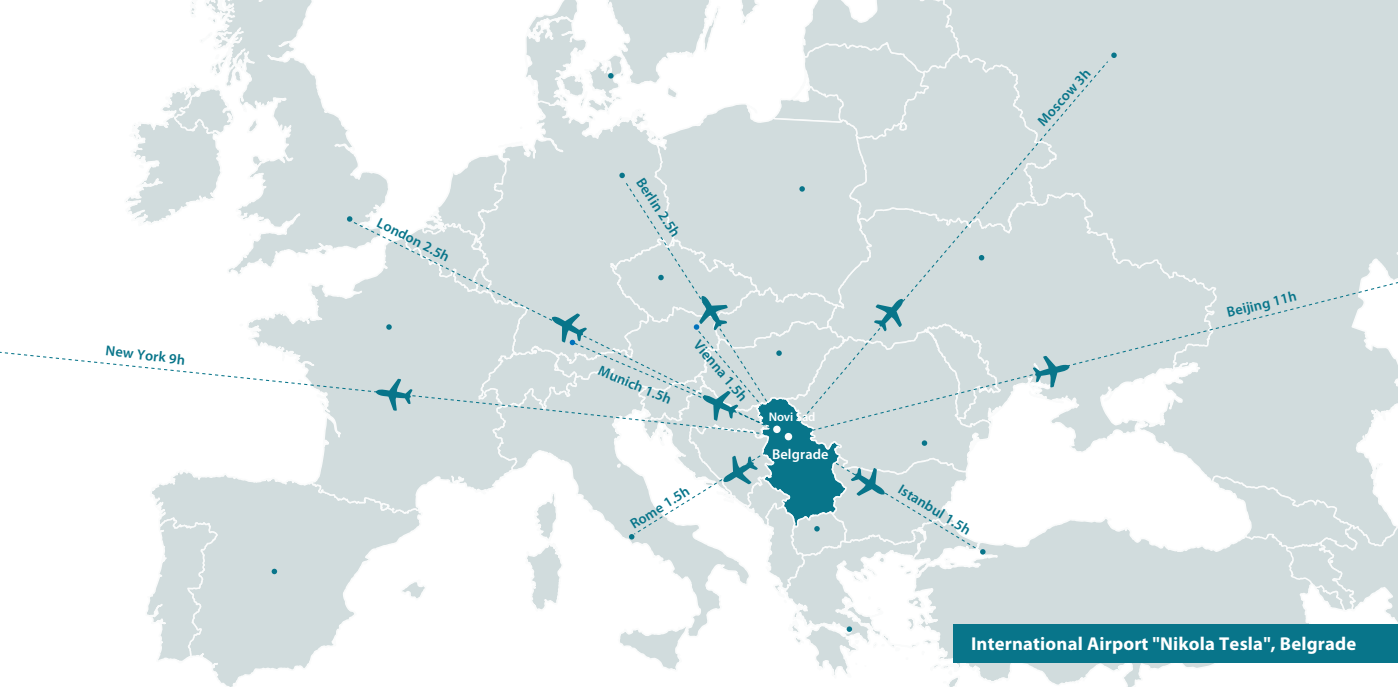 Moscow 3h
Berlin 2.5h
London 2.5h
Beijing 11h
New York 9h
Vienna 1.5h
Munich 1.5h
Novi Sad
Belgrade
Rome 1.5h
Istanbul 1.5h
International Airport "Nikola Tesla", Belgrade